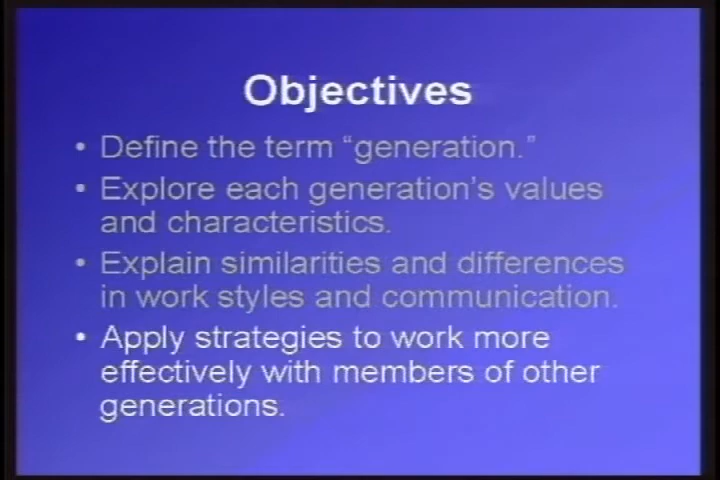 Objectives
• Define the term “generation.”
• Explore each generation’s values
and characteristics.
• Explain similarities and differences
in work styles and communication.
• Apply strategies to work more
effectively with members of other
generations.